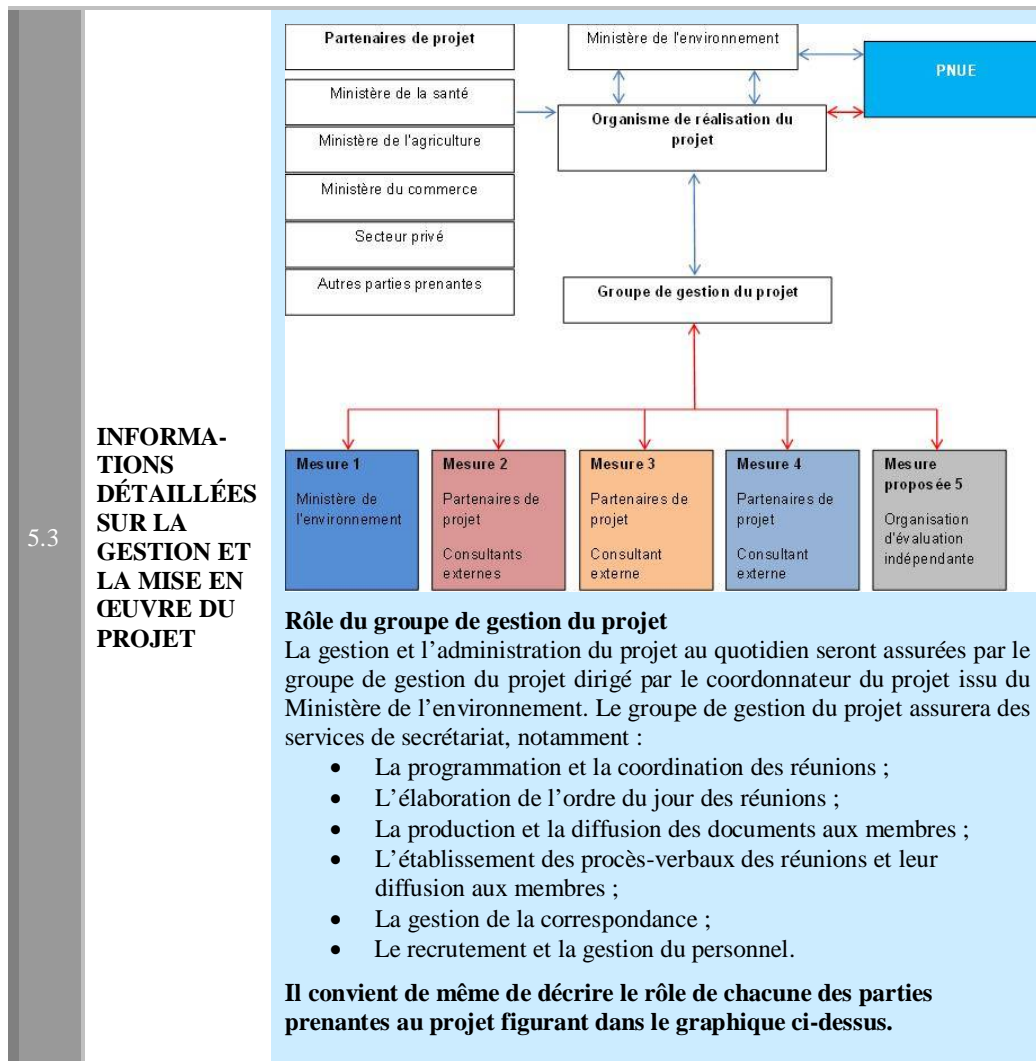 5.3
INFORMA-
TIONS
DÉTAILLÉES
SUR LA
GESTION ET
LA MISE EN
ŒUVRE DU
PROJET
Partenaires de projet
Ministère de la santé
Ministère de l'agriculture
Ministère du commerce
Secteur privé
Autres parties prenantes
Ministère de l'environnement
PNUE
Organisme de réalisation du
projet
Groupe de gestion du projet
Mesure 1
Ministère de
l'environnement
Mesure 2
Partenaires de
projet
Consultants
externes
Mesure 3
Partenaires de
projet
Consultant
externe
Mesure 4
Partenaires de
projet
Consultant
externe
Mesure
proposée 5
Organisation
d'évaluation
indépendante
Rôle du groupe de gestion du projet
La gestion et l’administration du projet au quotidien seront assurées par le
groupe de gestion du projet dirigé par le coordonnateur du projet issu du
Ministère de l’environnement. Le groupe de gestion du projet assurera des
services de secrétariat, notamment :
• La programmation et la coordination des réunions ;
• L’élaboration de l’ordre du jour des réunions ;
• La production et la diffusion des documents aux membres ;
• L’établissement des procès-verbaux des réunions et leur
diffusion aux membres ;
• La gestion de la correspondance ;
• Le recrutement et la gestion du personnel.
Il convient de même de décrire le rôle de chacune des parties
prenantes au projet figurant dans le graphique ci-dessus.